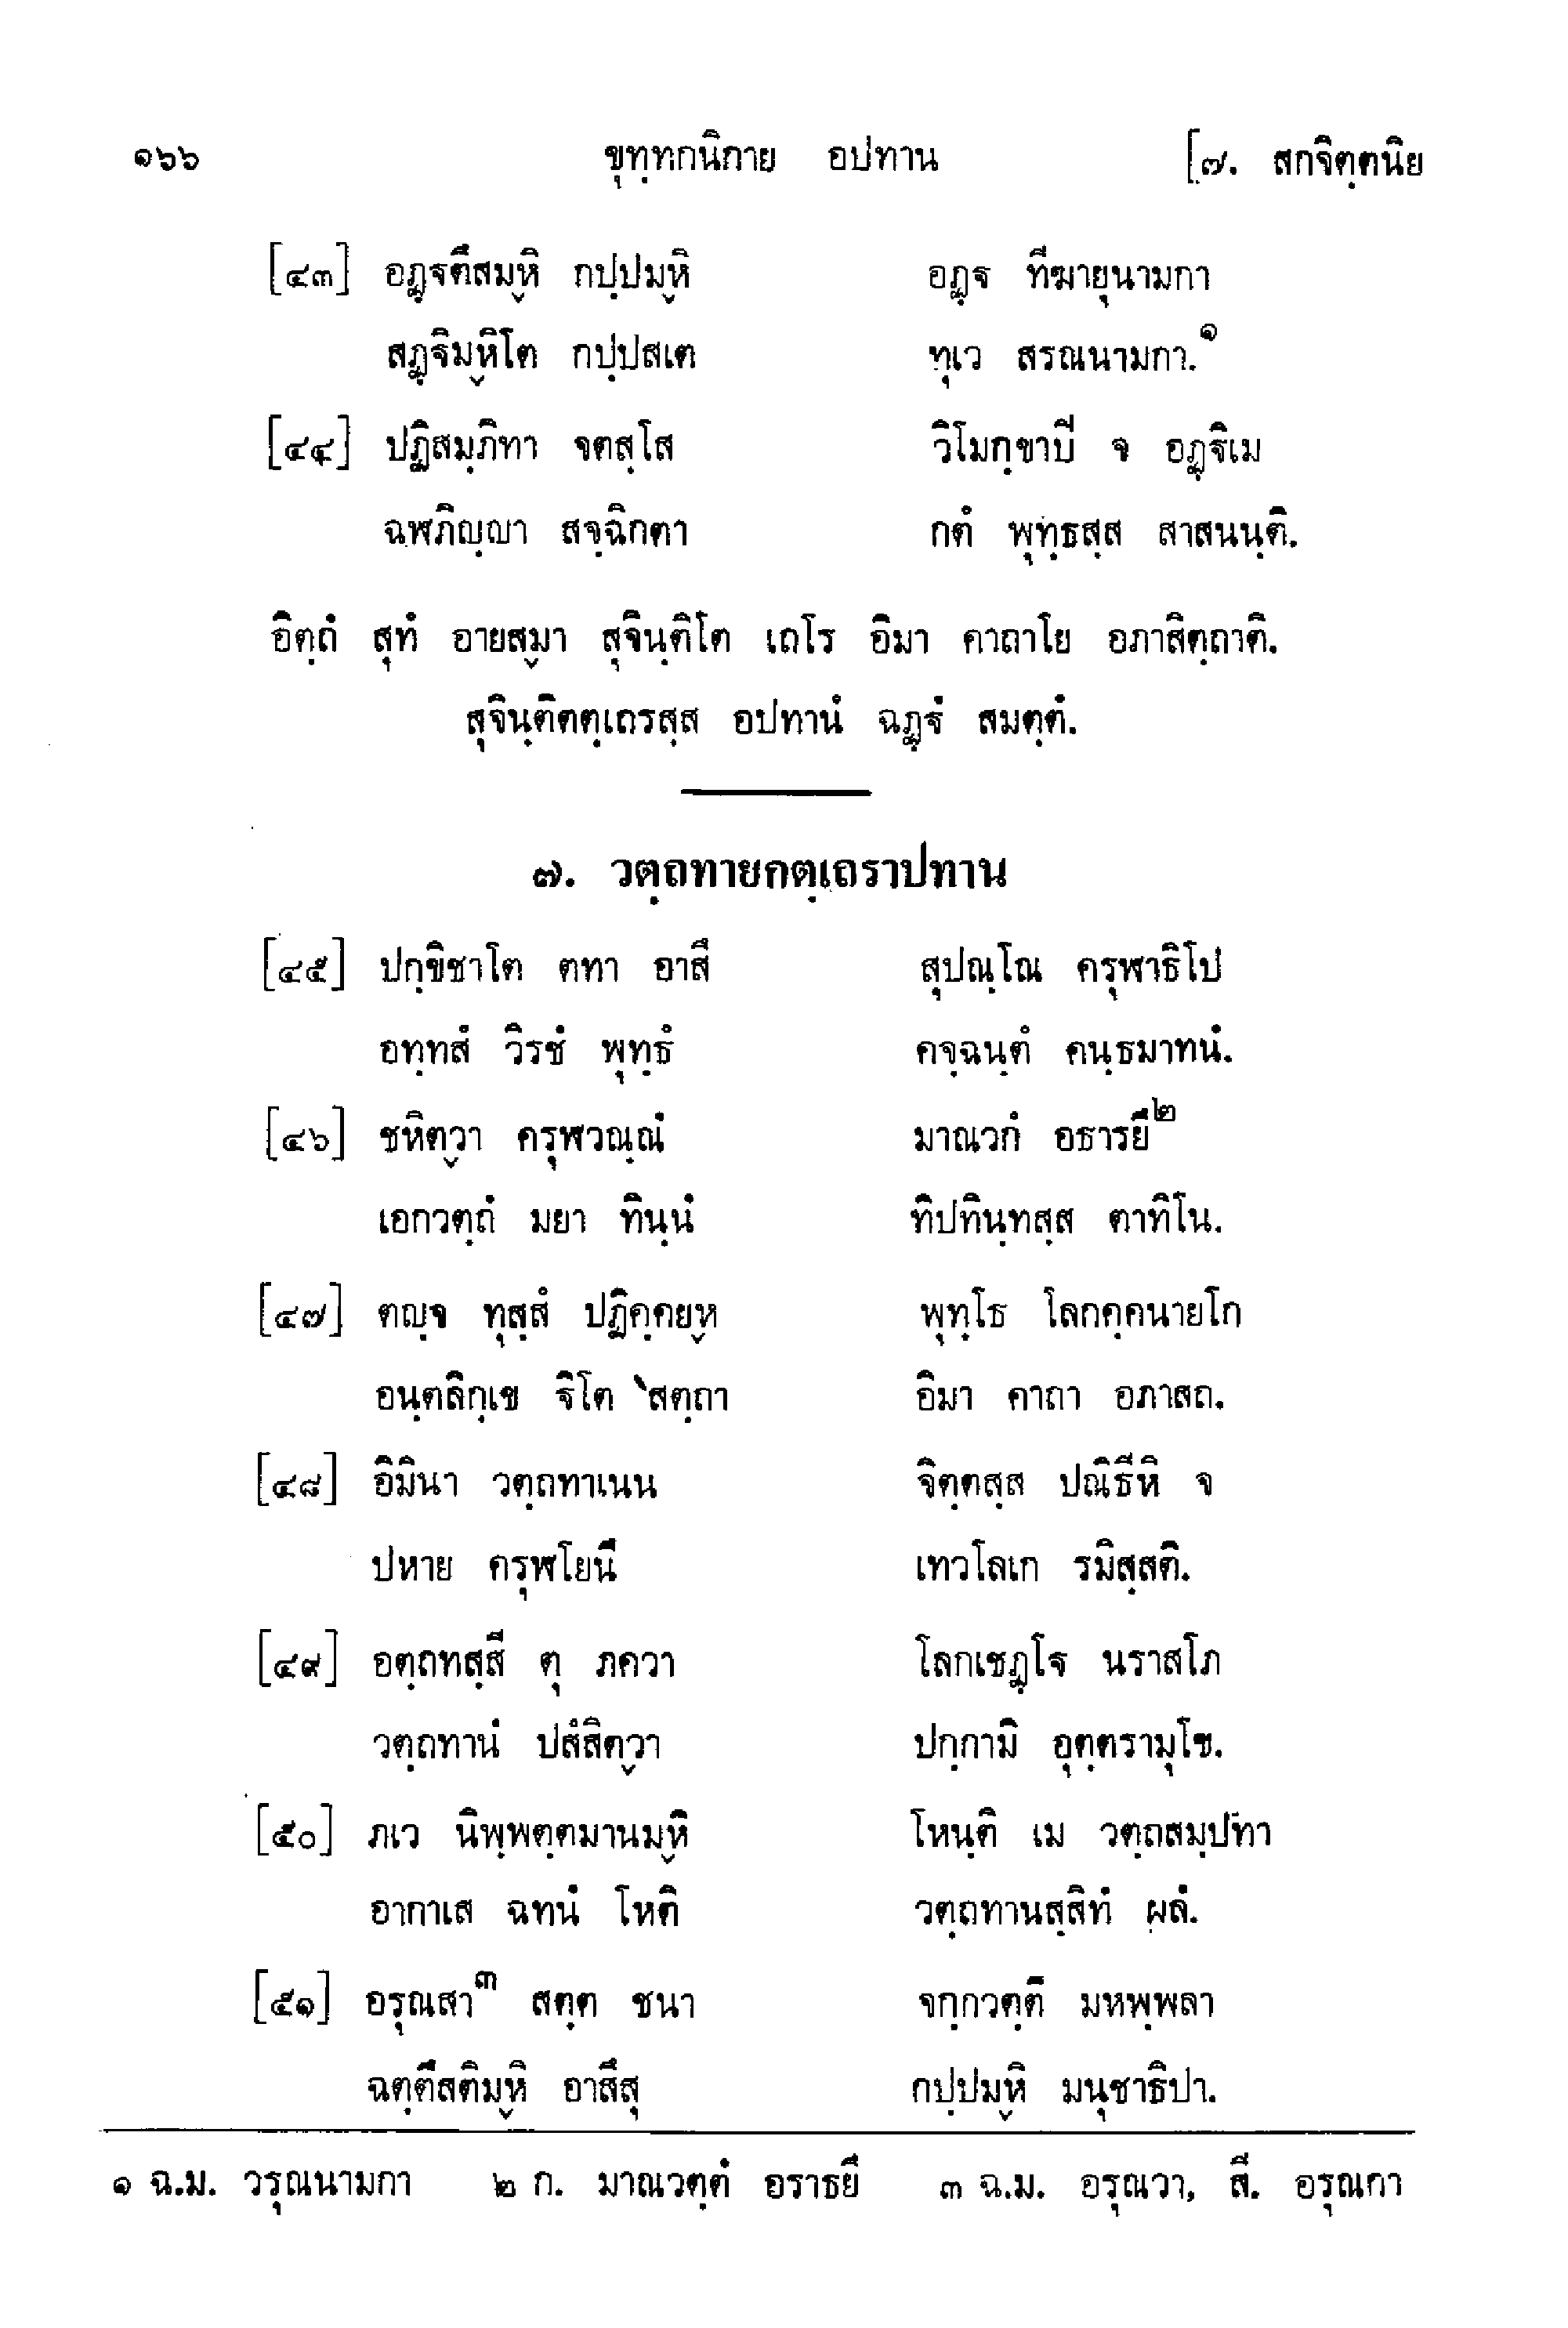 ๑๖๖ ขุทฺทกนิกาย อปทาน [๗. สกจิตฺตนิย
[๔๓] อฏฺฐตึสมฺหิ กปฺปมฺหิ อฏฺฐ ทีฆายุนามกา
สฏฺฐิมฺหิโต กปฺปสเต ทุเว สรณนามกา.๑
[๔๔] ปฏิสมฺภิทา จตสฺโส วิโมกฺขาปิ จ อฏฺฐิเม
ฉฬภิญฺญา สจฺฉิกตา กตํ พุทฺธสฺส สาสนนฺติ.
อิตฺถํ สุทํ อายสฺมา สุจินฺติโต เถโร อิมา คาถาโย อภาสิตฺถาติ.
สุจินฺติตตฺเถรสฺส อปทานํ ฉฏฺฐํ สมตฺตํ.
๗. วตฺถทายกตฺเถราปทาน
[๔๕] ปกฺขิชาโต ตทา อาสึ สุปณฺโณ ครุฬาธิโป
อทฺทสํ วิรชํ พุทฺธํ คจฺฉนฺตํ คนฺธมาทนํ.
[๔๖] ชหิตฺวา ครุฬวณฺณํ มาณวกํ อธารยึ๒
เอกวตฺถํ มยา ทินฺนํ ทิปทินฺทสฺส ตาทิโน.
[๔๗] ตญฺจ ทุสฺสํ ปฏิคฺคยฺห พุทฺโธ โลกคฺคนายโก
อนฺตลิกฺเข ฐิโต สตฺถา อิมา คาถา อภาสถ.
[๔๘] อิมินา วตฺถทาเนน จิตฺตสฺส ปณิธีหิ จ
ปหาย ครุฬโยนึ เทวโลเก รมิสฺสติ.
[๔๙] อตฺถทสฺสี ตุ ภควา โลกเชฏฺโฐ นราสโภ
วตฺถทานํ ปสํสิตฺวา ปกฺกามิ อุตฺตรามุโข.
[๕๐] ภเว นิพฺพตฺตมานมฺหิ โหนฺติ เม วตฺถสมฺปทา
อากาเส ฉทนํ โหติ วตฺถทานสฺสิทํ ผลํ.
[๕๑] อรุณสา๓ สตฺต ชนา จกฺกวตฺตี มหพฺพลา
ฉตฺตึสติมฺหิ อาสึสุ กปฺปมฺหิ มนุชาธิปา.
๑ ฉ.ม. วรุณนามกา ๒ ก. มาณวตฺตํ อราธยึ ๓ ฉ.ม. อรุณวา, สี. อรุณกา